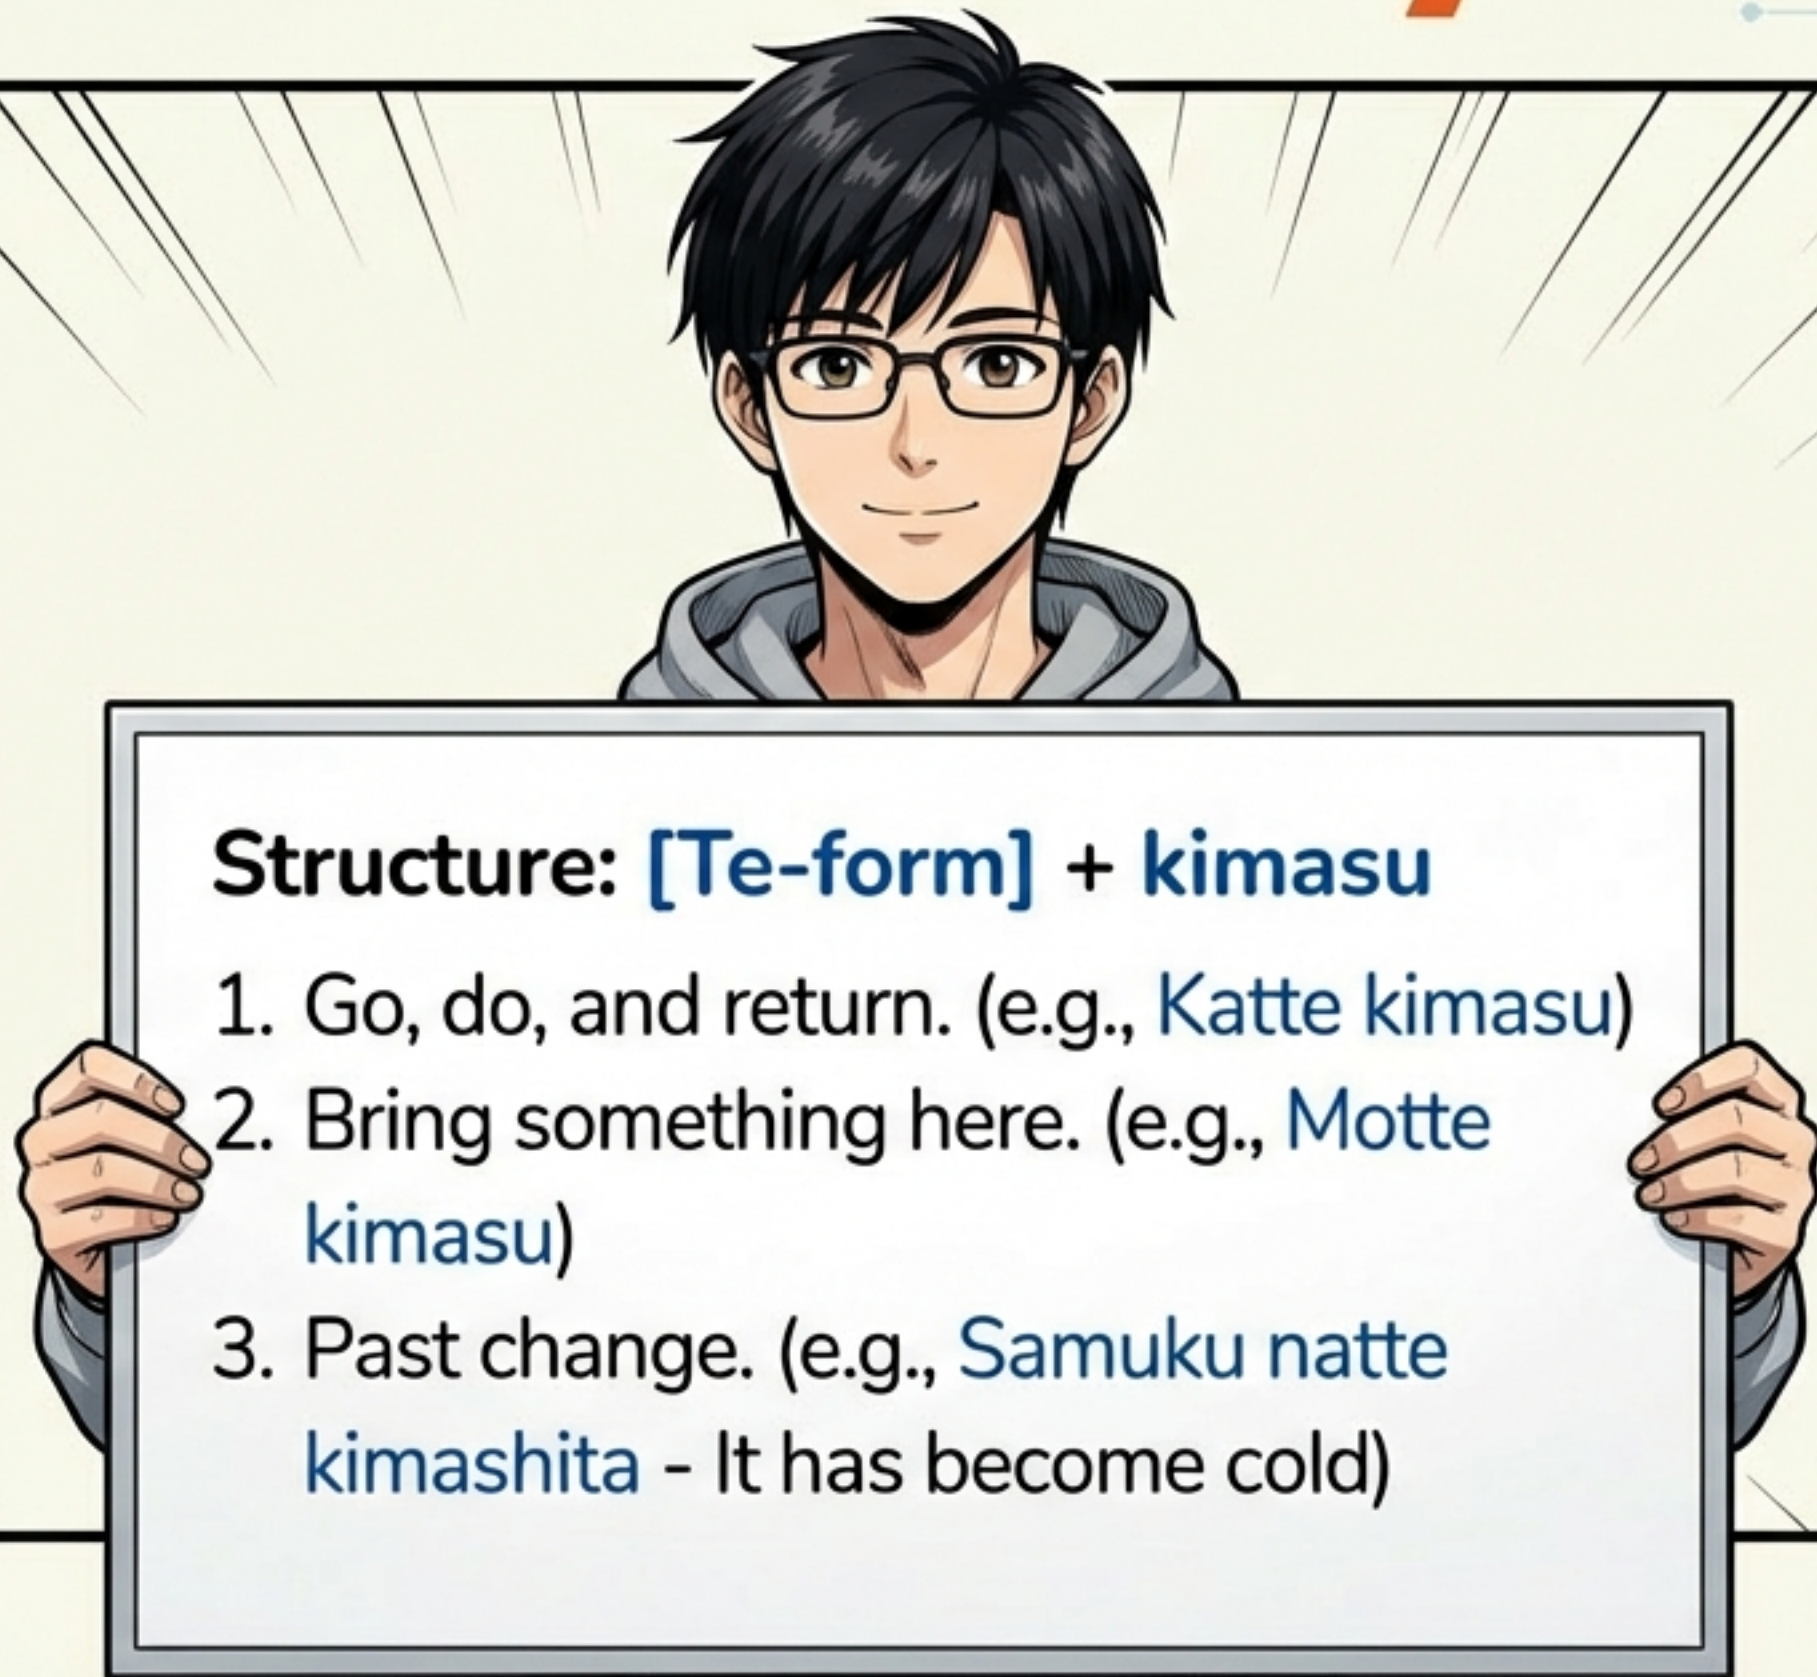 Structure: [Te-form] + kimasu
1. Go, do, and return. (e.g., Katte kimasu)
2. Bring something here. (e.g., Motte
kimasu)
3. Past change. (e.g., Samuku natte
kimashita - It has become cold)